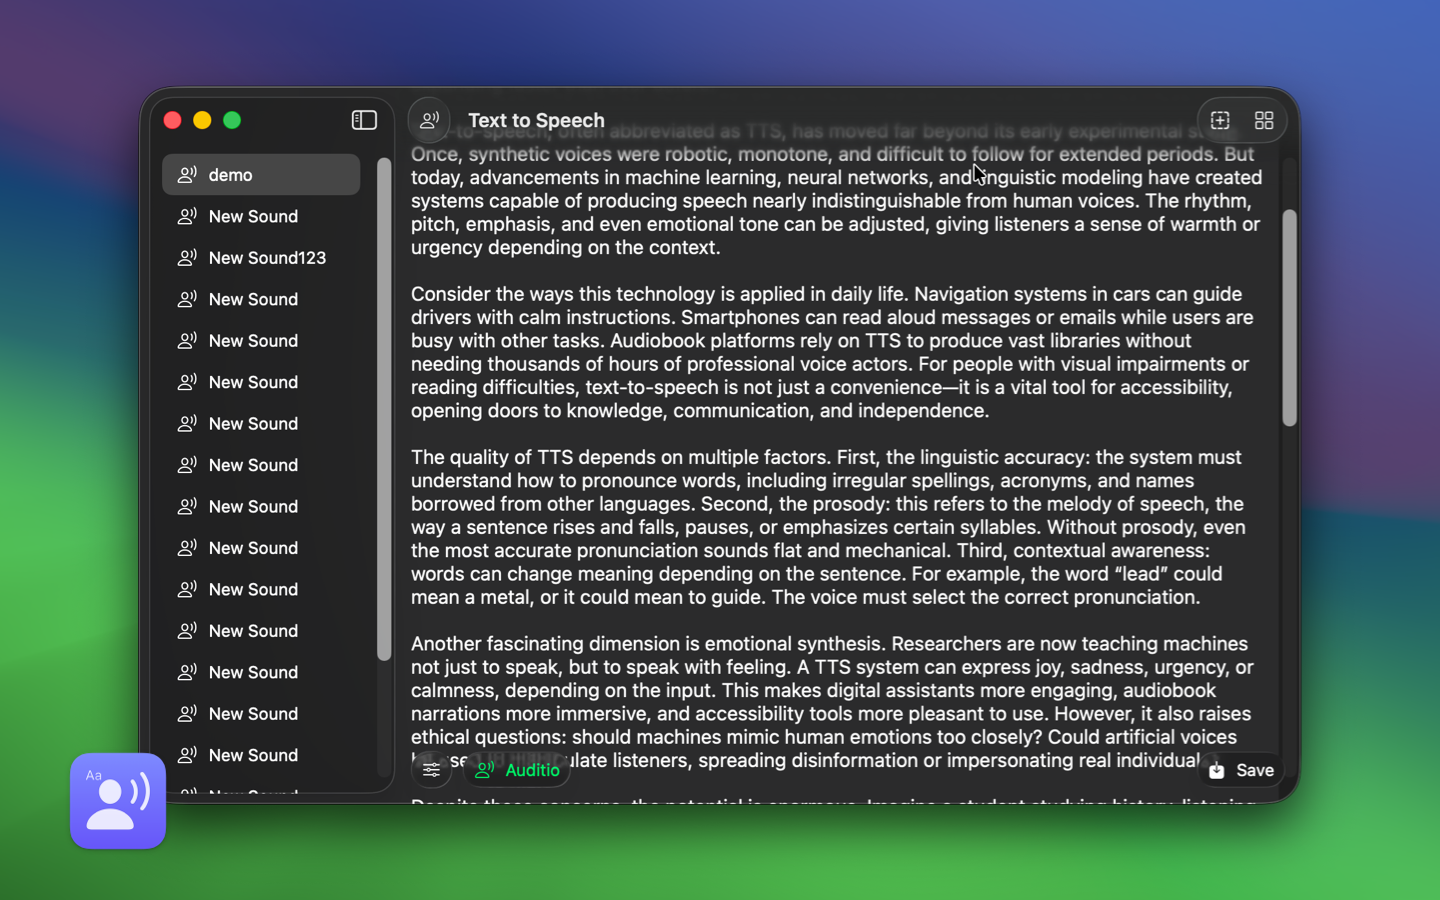 Text to Speech
demo
New Sound
New Sound123
New Sound
New Sound
New Sound
New Sound
New Sound
New Sound
New Sound
New Sound
New Sound
New Sound
New Sound
New Sound
New Sound
-to-speech, often abbreviated as TTS, has moved far beyond its early experimental
Once, synthetic voices were robotic, monotone, and difficult to follow for extended periods. But
today, advancements in machine learning, neural networks, and linguistic modeling have created
systems capable of producing speech nearly indistinguishable from human voices. The rhythm,
pitch, emphasis, and even emotional tone can be adjusted, giving listeners a sense of warmth or
urgency depending on the context.
Consider the ways this technology is applied in daily life. Navigation systems in cars can guide
drivers with calm instructions. Smartphones can read aloud messages or emails while users are
busy with other tasks. Audiobook platforms rely on TTS to produce vast libraries without
needing thousands of hours of professional voice actors. For people with visual impairments or
reading difficulties, text-to-speech is not just a convenience—it is a vital tool for accessibility,
opening doors to knowledge, communication, and independence.
The quality of TTS depends on multiple factors. First, the linguistic accuracy: the system must
understand how to pronounce words, including irregular spellings, acronyms, and names
borrowed from other languages. Second, the prosody: this refers to the melody of speech, the
way a sentence rises and falls, pauses, or emphasizes certain syllables. Without prosody, even
the most accurate pronunciation sounds flat and mechanical. Third, contextual awareness:
words can change meaning depending on the sentence. For example, the word “lead” could
mean a metal, or it could mean to guide. The voice must select the correct pronunciation.
Another fascinating dimension is emotional synthesis. Researchers are now teaching machines
not just to speak, but to speak with feeling. A TTS system can express joy, sadness, urgency, or
calmness, depending on the input. This makes digital assistants more engaging, audiobook
narrations more immersive, and accessibility tools more pleasant to use. However, it also raises
ethical questions: should machines mimic human emotions too closely? Could artificial voices
listeners, spreading disinformation or impersonating real
Despite these concerns, the potential is enormous. Imagine a student studying history, listening
Auditio
Save
Aa